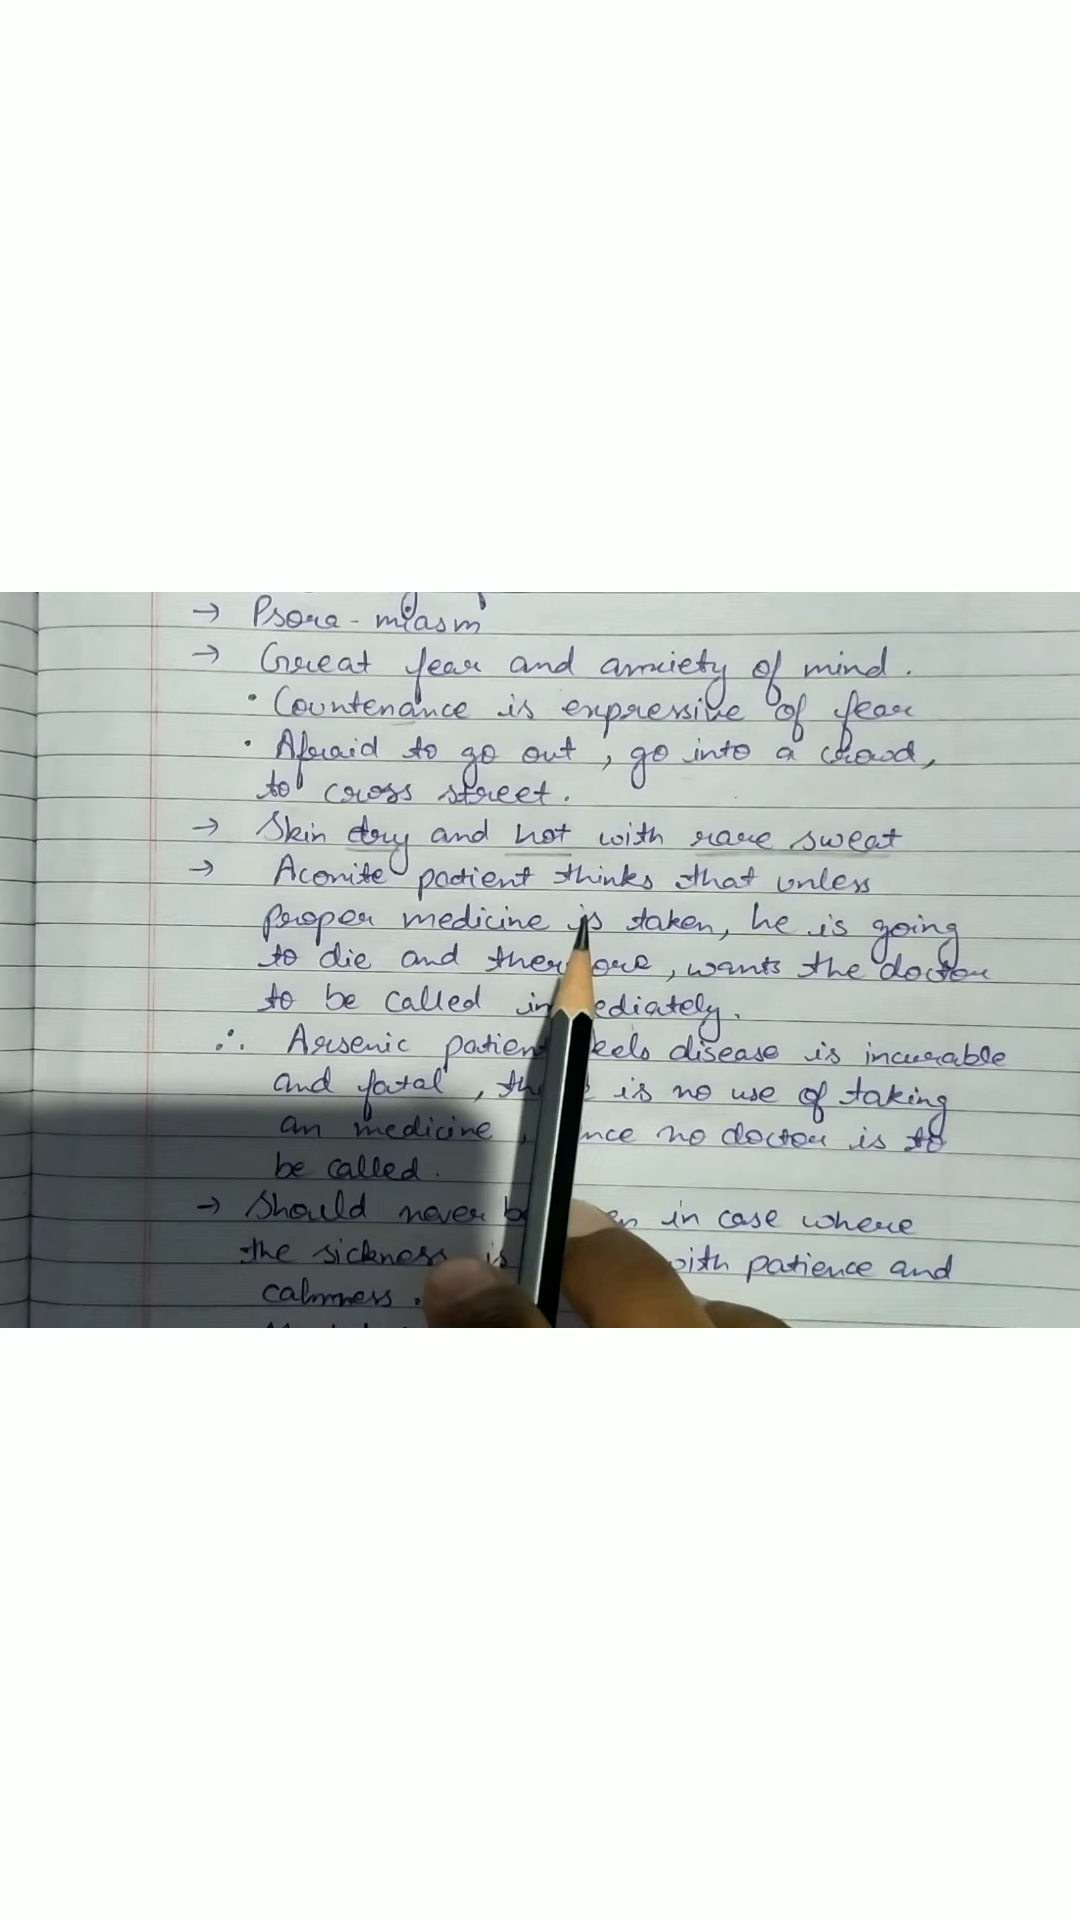 → Psora - miasm
→ Great fear and anxiety of mind.
• Countenance is expressive of fear
• Afraid to go out, go into a crowd,
to cross street.
→ Skin dry and hot with rare sweat
→ Aconite patient thinks that unless
proper medicine is taken, he is going
to die and therefore, wants the doctor
to be called immediately.
∴ Arsenic patient feels disease is incurable
and fatal, is no use of taking
an medicine, no doctor is to
be called.
→ Should never in case where
the sickness is with patience and
calmness.